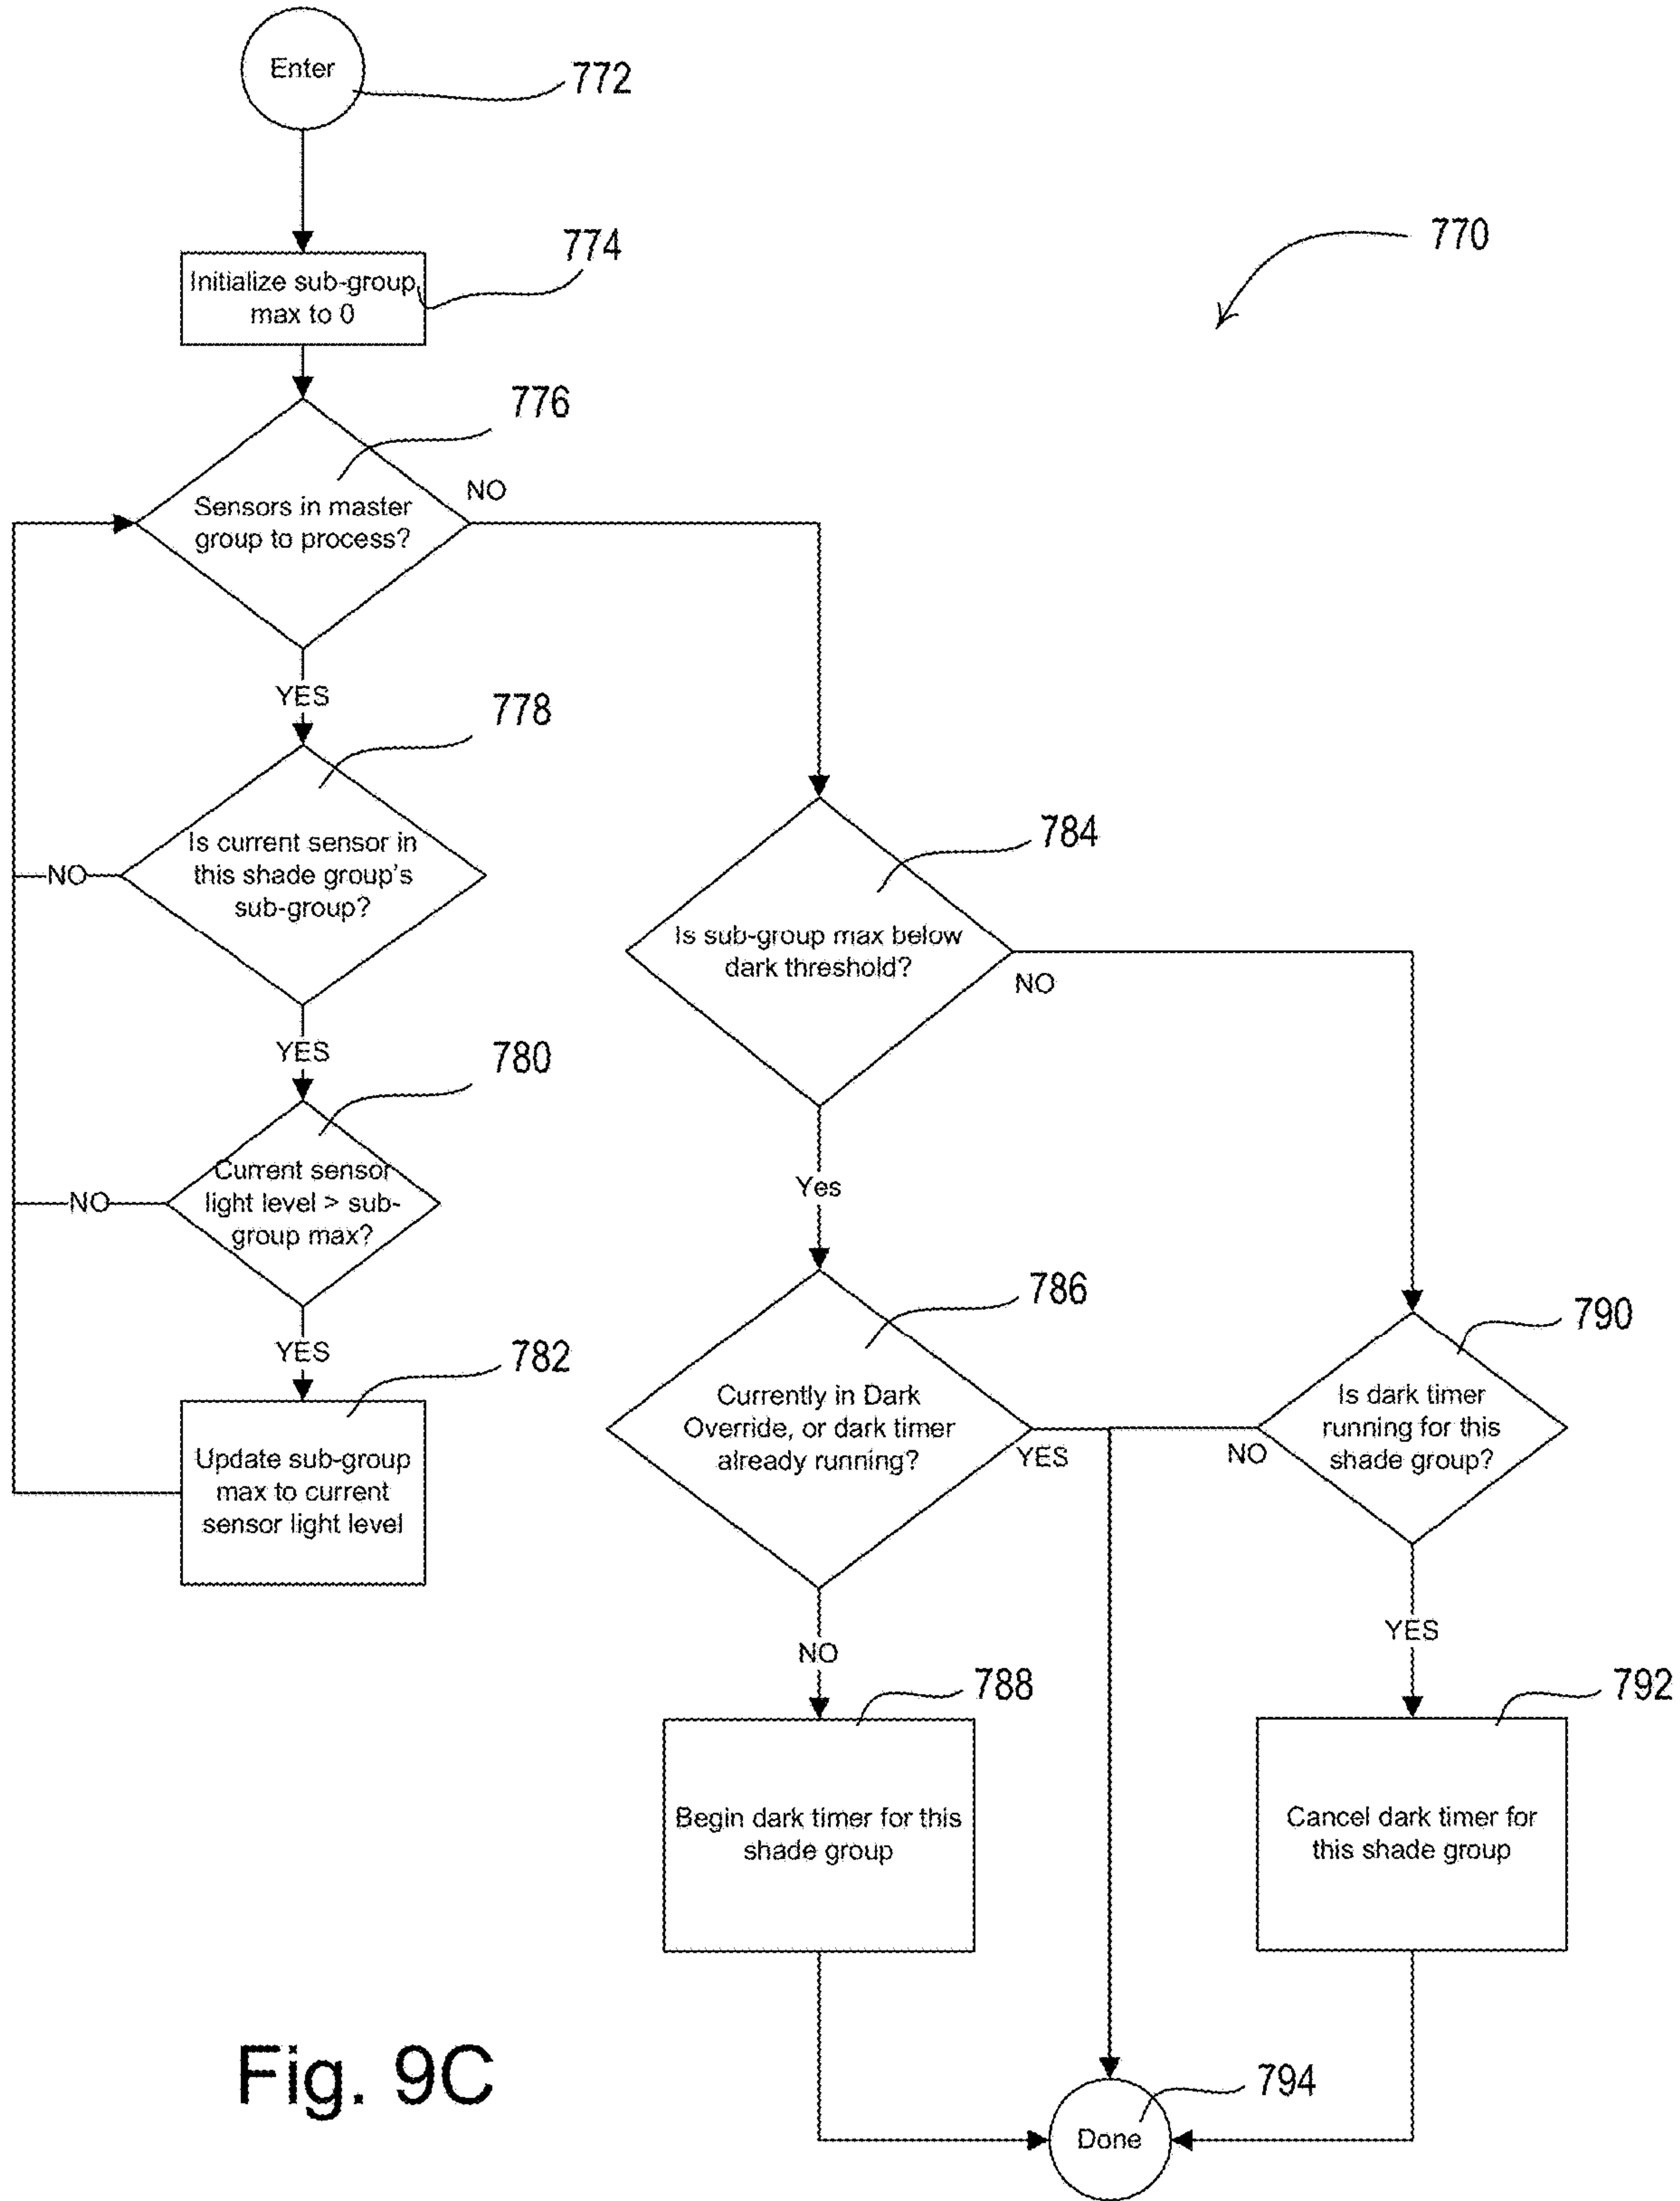 Enter
772
770
774
Initialize sub-group
max to 0
776
Sensors in master
group to process?
NO
YES
778
Is current sensor in
this shade group's
sub-group?
NO
YES
780
Current sensor
light level > sub-
group max?
NO
YES
782
Update sub-group
max to current
sensor light level
784
Is sub-group max below
dark threshold?
NO
Yes
786
Currently in Dark
Override, or dark timer
already running?
YES
NO
788
Begin dark timer for this
shade group
790
Is dark timer
running for this
shade group?
NO
YES
792
Cancel dark timer for
this shade group
794
Done
Fig. 9C